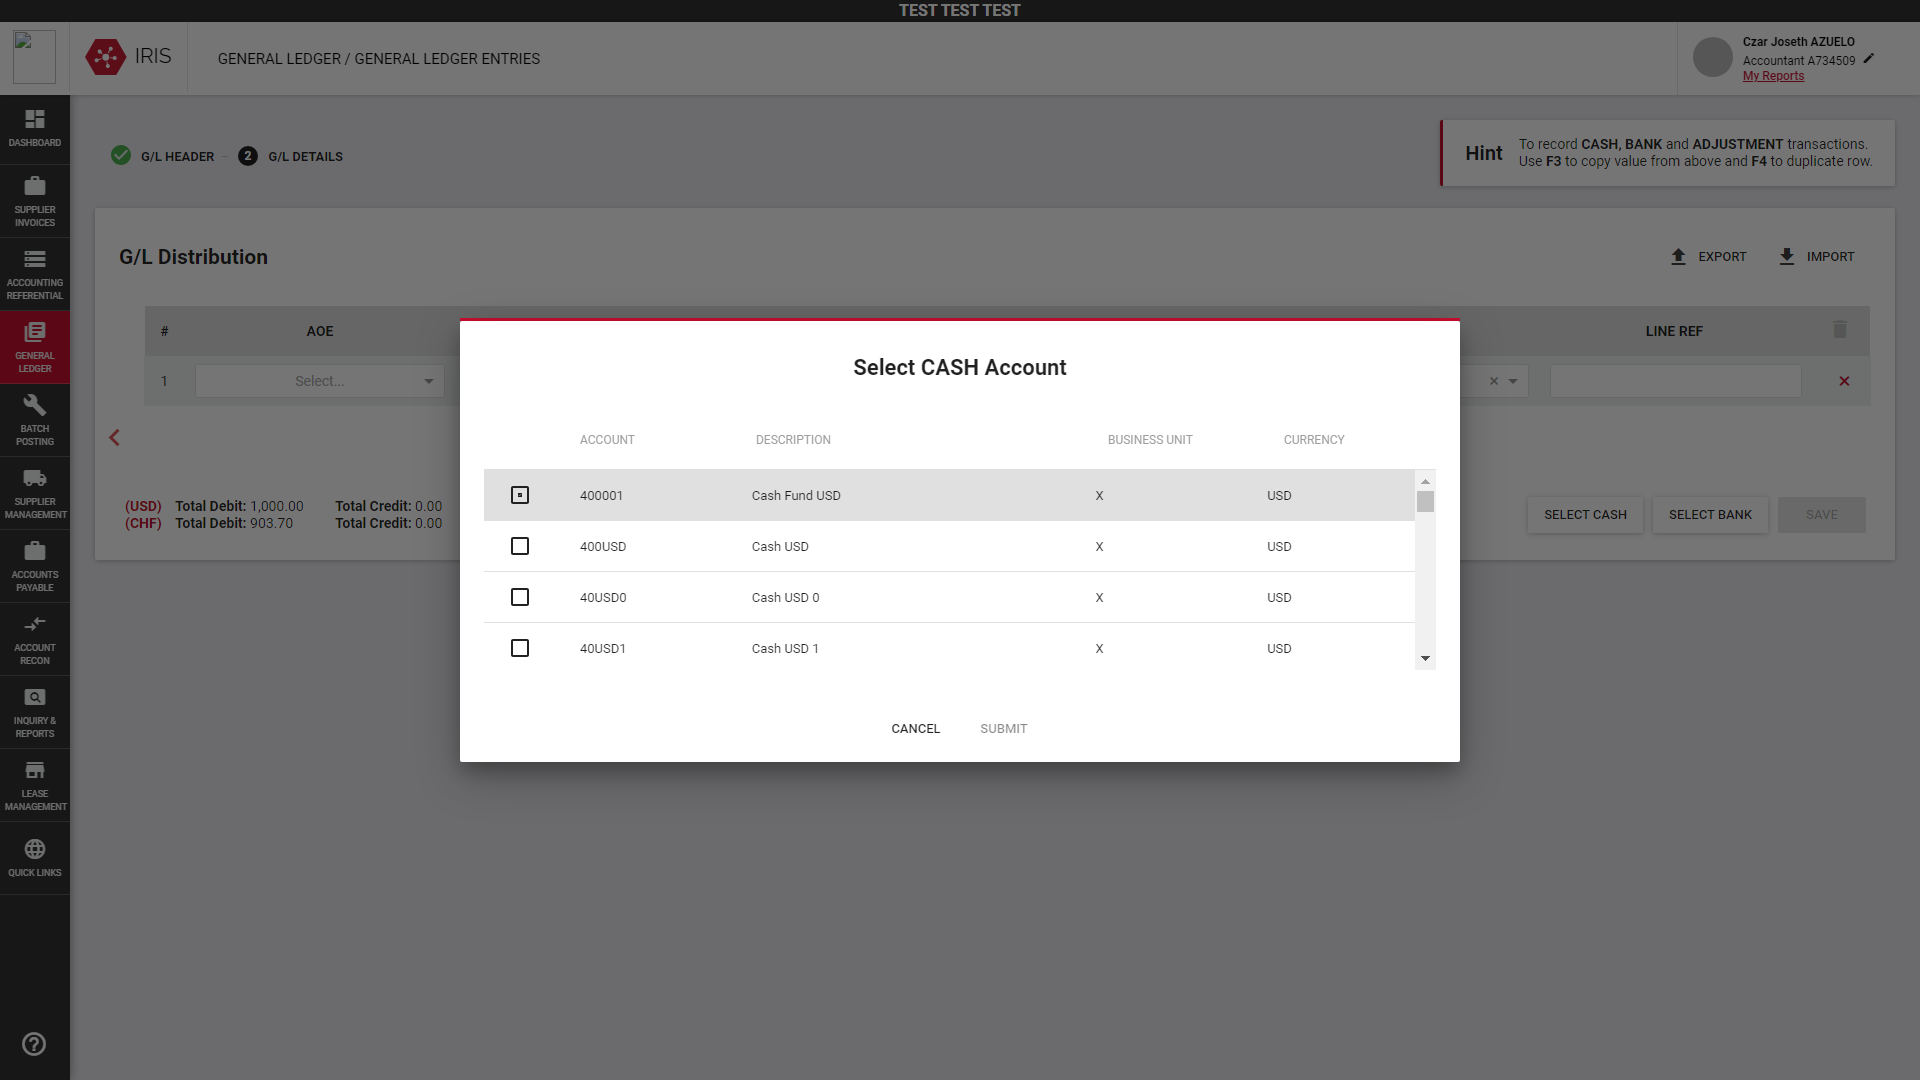 TEST TEST TEST
IRIS
GENERAL LEDGER / GENERAL LEDGER ENTRIES
Czar Joseth AZUELO
Accountant A734509
My Reports
DASHBOARD
SUPPLIER
INVOICES
ACCOUNTING
REFERENTIAL
GENERAL
LEDGER
BATCH
POSTING
SUPPLIER
MANAGEMENT
ACCOUNTS
PAYABLE
ACCOUNT
RECON
INQUIRY &
REPORTS
LEASE
MANAGEMENT
QUICK LINKS
G/L HEADER
2 G/L DETAILS
Hint
To record CASH, BANK and ADJUSTMENT transactions.
Use F3 to copy value from above and F4 to duplicate row.
G/L Distribution
EXPORT IMPORT
# AOE LINE REF
1 Select...
(USD) Total Debit: 1,000.00 Total Credit: 0.00
(CHF) Total Debit: 903.70 Total Credit: 0.00
SELECT CASH SELECT BANK SAVE
Select CASH Account
ACCOUNT DESCRIPTION BUSINESS UNIT CURRENCY
400001 Cash Fund USD X USD
400USD Cash USD X USD
40USD0 Cash USD 0 X USD
40USD1 Cash USD 1 X USD
CANCEL SUBMIT